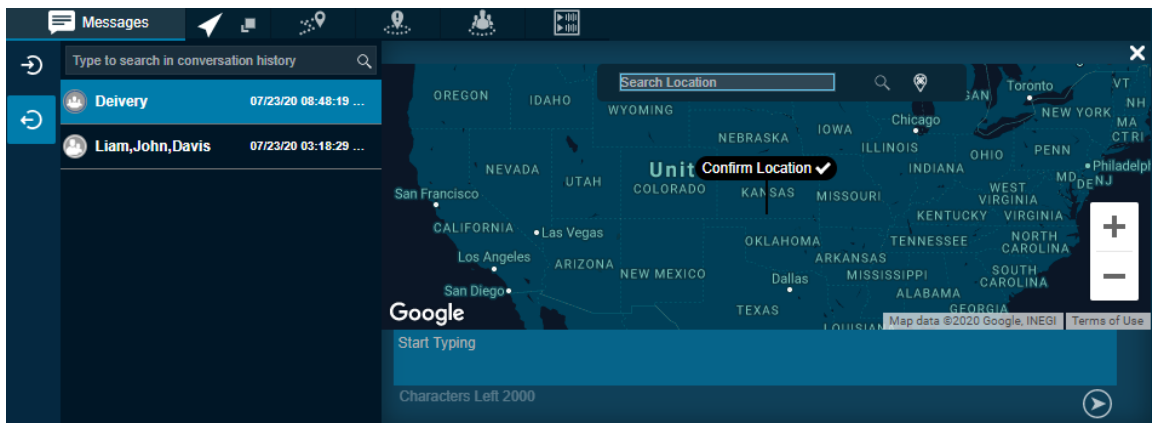 Messages
Type to search in conversation history
Deivery 07/23/20 08:48:19 ...
Liam,John,Davis 07/23/20 03:18:29 ...
Search Location
OREGON
IDAHO
WYOMING
Toronto
VT
NH
NEW YORK
MA
CT RI
Chicago
IOWA
NEBRASKA
ILLINOIS
OHIO
PENN
INDIANA
Philadelph
MD
DE NJ
NEVADA
UTAH
Unit
Confirm Location
COLORADO
KANSAS
MISSOURI
WEST
VIRGINIA
San Francisco
KENTUCKY
VIRGINIA
CALIFORNIA
Las Vegas
OKLAHOMA
TENNESSEE
NORTH
CAROLINA
Los Angeles
ARIZONA
NEW MEXICO
ARKANSAS
Dallas
MISSISSIPPI
SOUTH
CAROLINA
San Diego
ALABAMA
TEXAS
GEORGIA
Google
Map data ©2020 Google, INEGI Terms of Use
Start Typing
Characters Left 2000